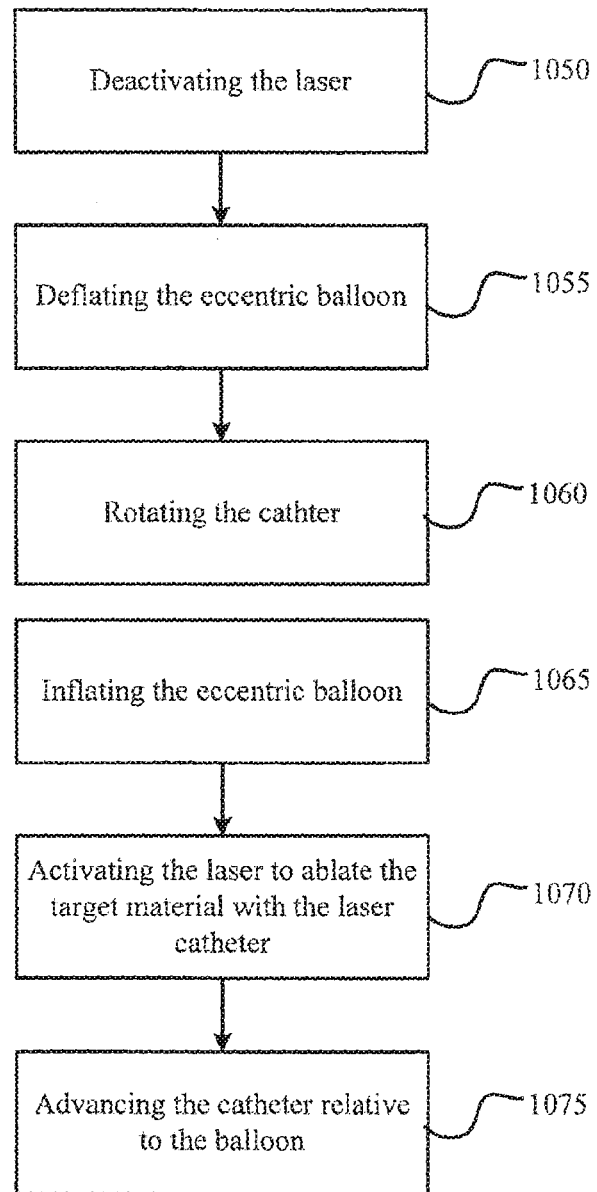 Deactivating the laser
1050
Deflating the eccentric balloon
1055
Rotating the cathter
1060
Inflating the eccentric balloon
1065
Activating the laser to ablate the
target material with the laser
catheter
1070
Advancing the catheter relative
to the balloon
1075